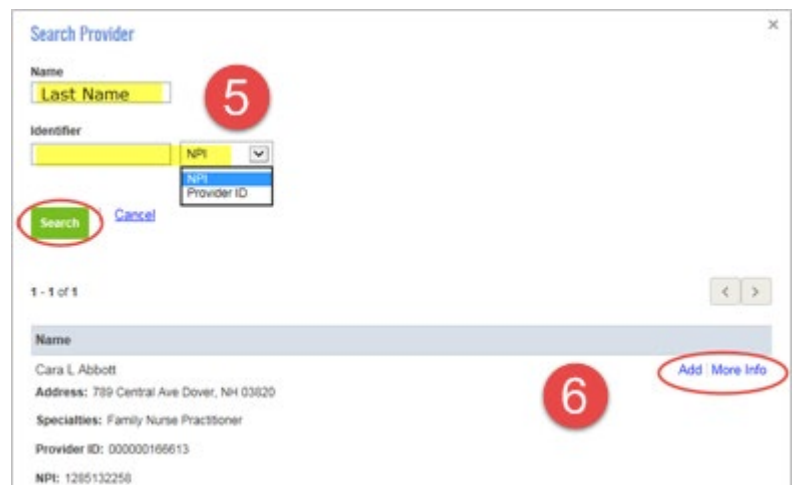 Search Provider
×
Name
Last Name
5
Identifier
NPI
NPI
Provider ID
Search
Cancel
1 - 1 of 1
< >
Name
Cara L Abbott
Add | More Info
Address: 789 Central Ave Dover, NH 03820
6
Specialties: Family Nurse Practitioner
Provider ID: 000000166613
NPI: 1285132258